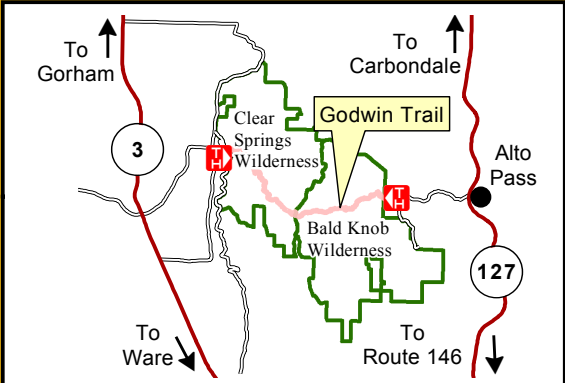 To
Gorham
To
Carbondale
Clear
Springs
Wilderness
Godwin Trail
3
T
H
Alto
Pass
T
H
Bald Knob
Wilderness
127
To
Ware
To
Route 146